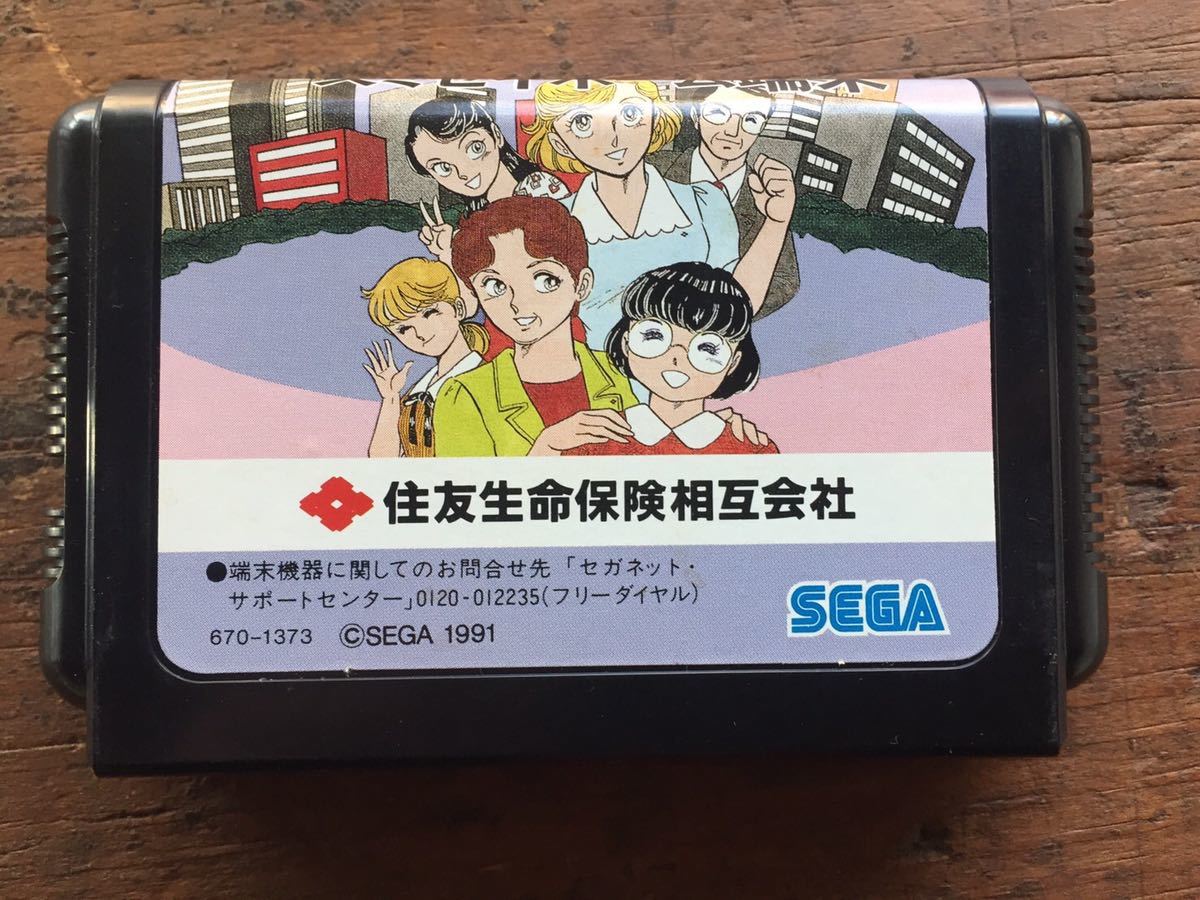 住友生命保険相互会社
●端末機器に関してのお問合せ先「セガネット・
サポートセンター」0120-012235(フリーダイヤル)
670-1373 ©SEGA 1991
SEGA